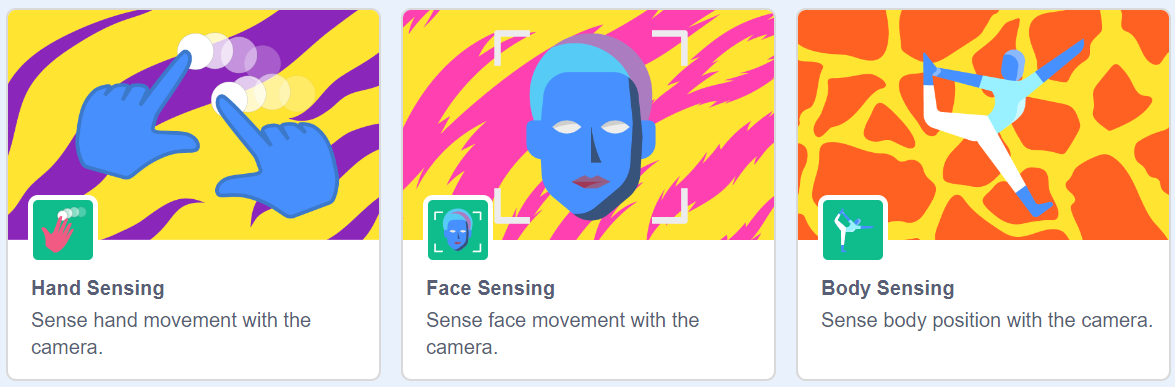 Hand Sensing
Sense hand movement with the
camera.
Face Sensing
Sense face movement with the
camera.
Body Sensing
Sense body position with the camera.